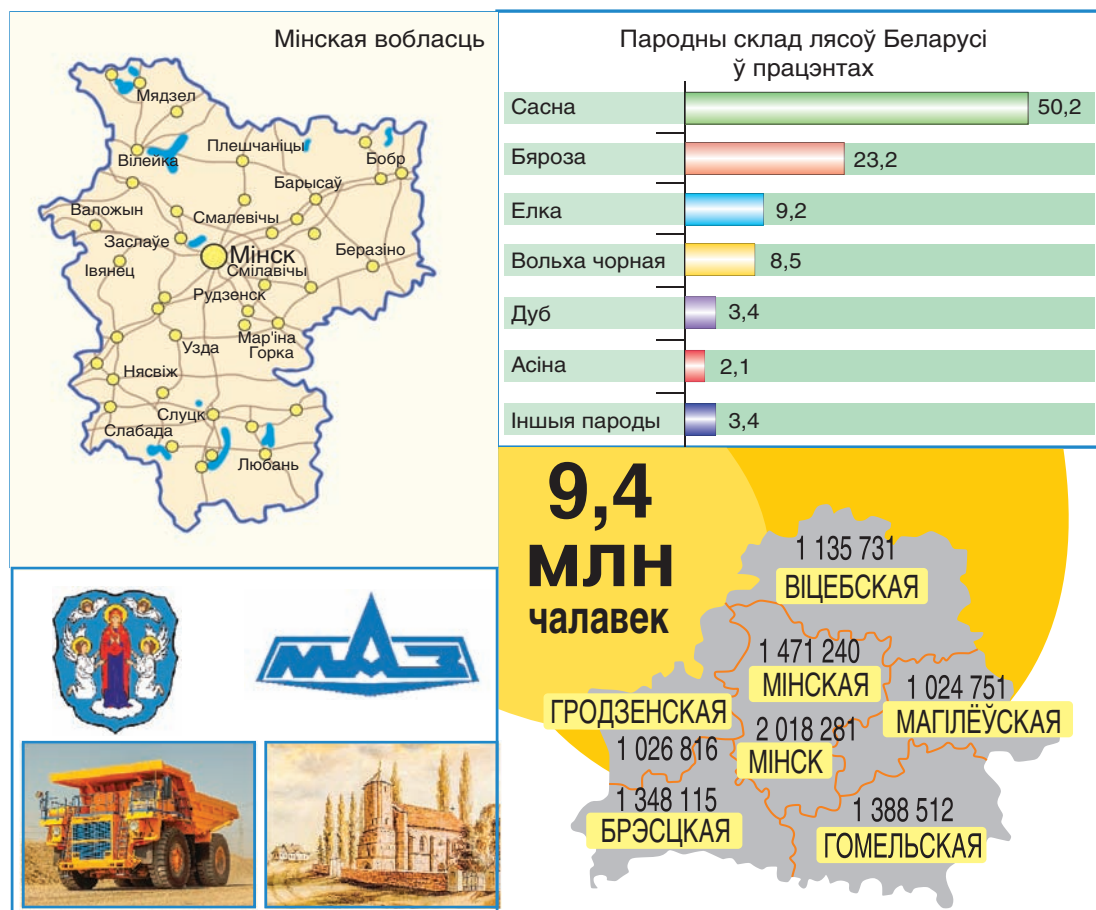 Мінская вобласць
Мядзел
Вілейка
Плешчаніцы
Бобр
Барысаў
Валожын
Смалевічы
Заслаўе
Мінск
Беразіно
Івянец
Смілавічы
Рудзенск
Узда
Мар'іна
Горка
Нясвіж
Слуцк
Слабада
Любань
Пародны склад лясоў Беларусі
ў працэнтах
Сасна 50,2
Бяроза 23,2
Елка 9,2
Вольха чорная 8,5
Дуб 3,4
Асіна 2,1
Іншыя пароды 3,4
МАЗ
9,4
млн
чалавек
1 135 731
ВІЦЕБСКАЯ
1 471 240
МІНСКАЯ
1 024 751
МАГІЛЁЎСКАЯ
ГРОДЗЕНСКАЯ
1 026 816
2 018 281
МІНСК
1 348 115
БРЭСЦКАЯ
1 388 512
ГОМЕЛЬСКАЯ